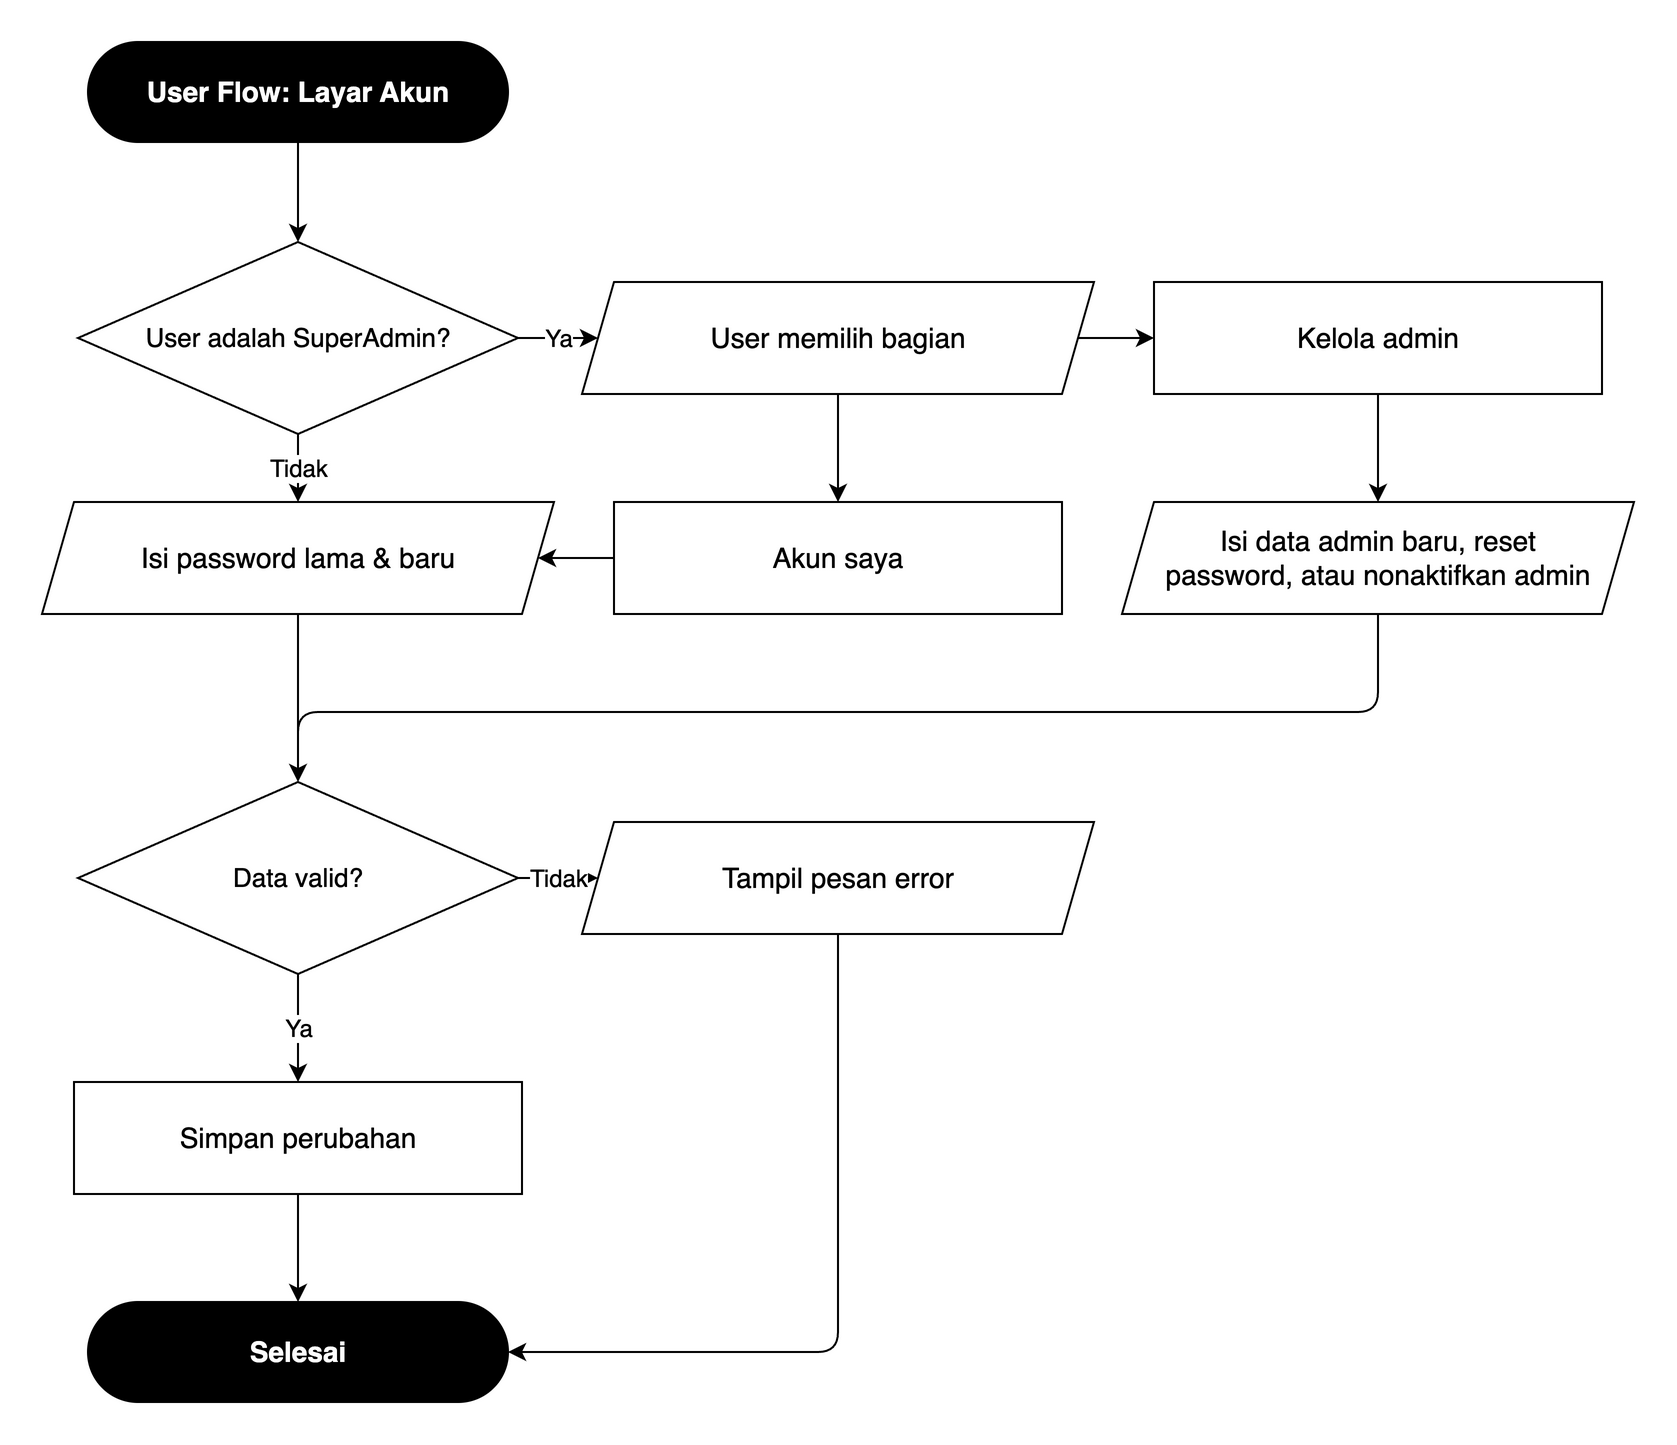 User Flow: Layar Akun
User adalah SuperAdmin?
Ya
User memilih bagian
Kelola admin
Tidak
Isi password lama & baru
Akun saya
Isi data admin baru, reset
password, atau nonaktifkan admin
Data valid?
Tidak
Tampil pesan error
Ya
Simpan perubahan
Selesai